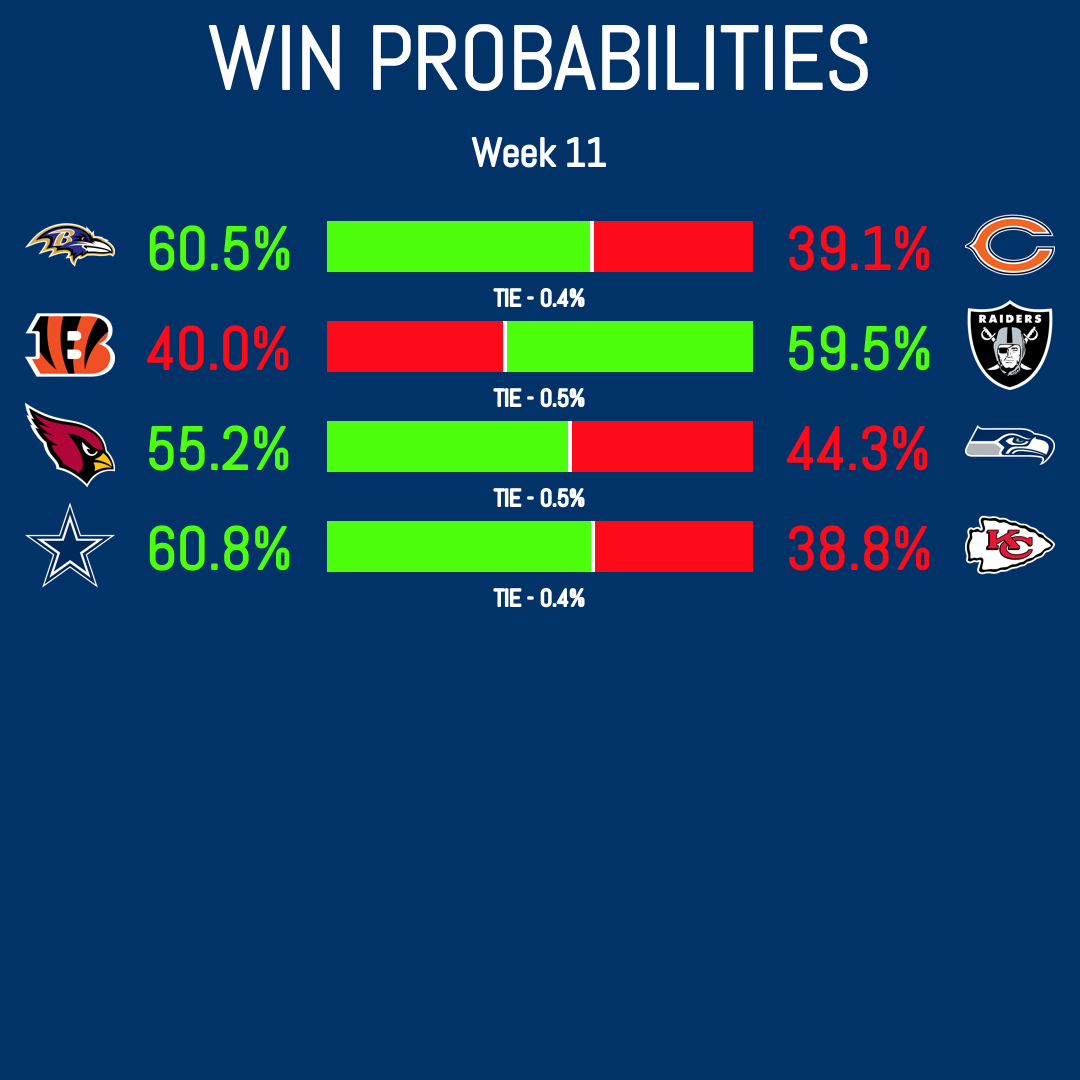 WIN PROBABILITIES
Week 11
B 60.5% 39.1% C
TIE - 0.4%
B 40.0% 59.5% RAIDERS
TIE - 0.5%
55.2% 44.3%
TIE - 0.5%
60.8% 38.8% KC
TIE - 0.4%